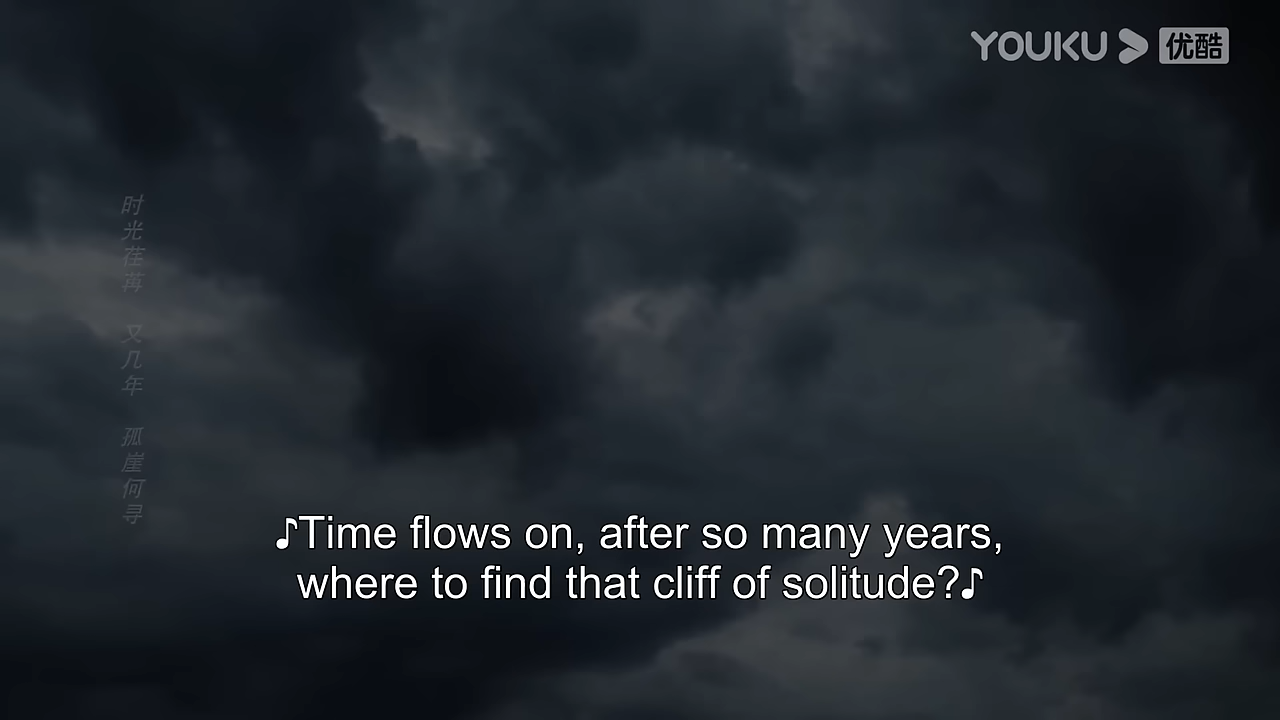 YOUKU 优酷
时光荏苒 又几年 孤崖何寻
♪Time flows on, after so many years,
where to find that cliff of solitude?♪